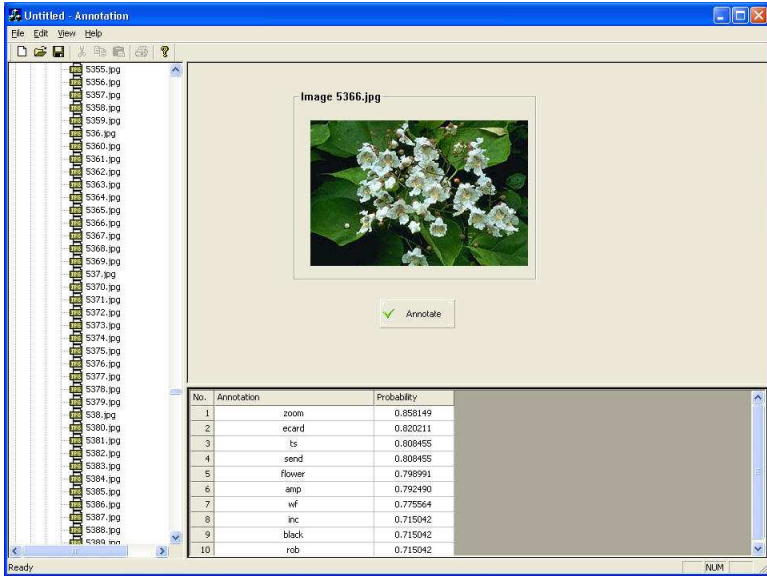 Untitled - Annotation
File Edit View Help
5355.jpg
5356.jpg
5357.jpg
5358.jpg
5359.jpg
536.jpg
5360.jpg
5361.jpg
5362.jpg
5363.jpg
5364.jpg
5365.jpg
5366.jpg
5367.jpg
5368.jpg
5369.jpg
537.jpg
5370.jpg
5371.jpg
5372.jpg
5373.jpg
5374.jpg
5375.jpg
5376.jpg
5377.jpg
5378.jpg
5379.jpg
538.jpg
5380.jpg
5381.jpg
5382.jpg
5383.jpg
5384.jpg
5385.jpg
5386.jpg
5387.jpg
5388.jpg
5389.jpg
Image 5366.jpg
Annotate
No. Annotation Probability
1 zoom 0.858149
2 ecard 0.820211
3 ts 0.808455
4 send 0.808455
5 flower 0.798991
6 amp 0.792490
7 wf 0.775564
8 inc 0.715042
9 black 0.715042
10 rob 0.715042
Ready NUM